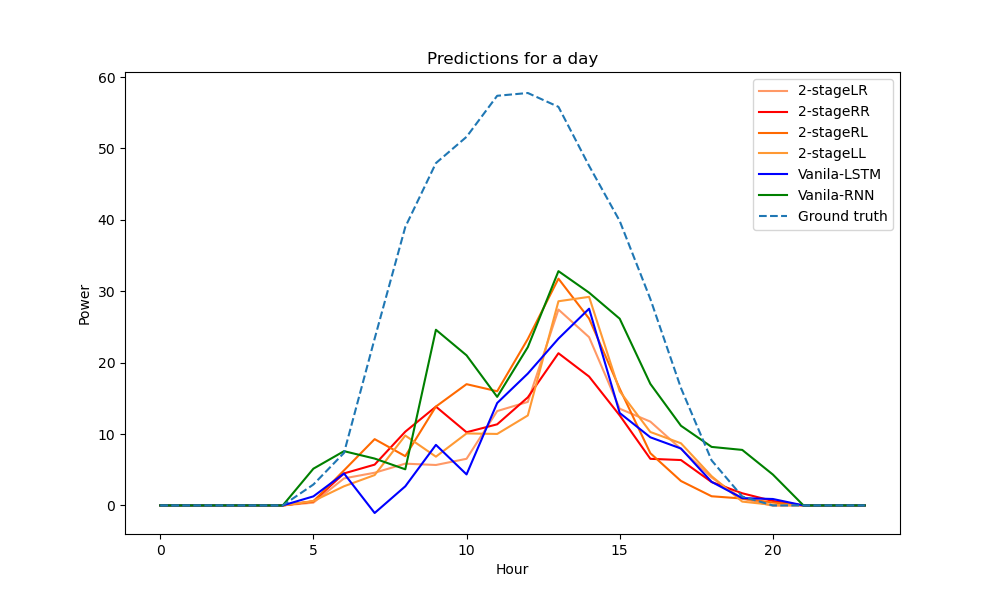 Predictions for a day
60
50
40
30
20
10
0
Power
2-stageLR
2-stageRR
2-stageRL
2-stageLL
Vanila-LSTM
Vanila-RNN
Ground truth
0 5 10 15 20
Hour